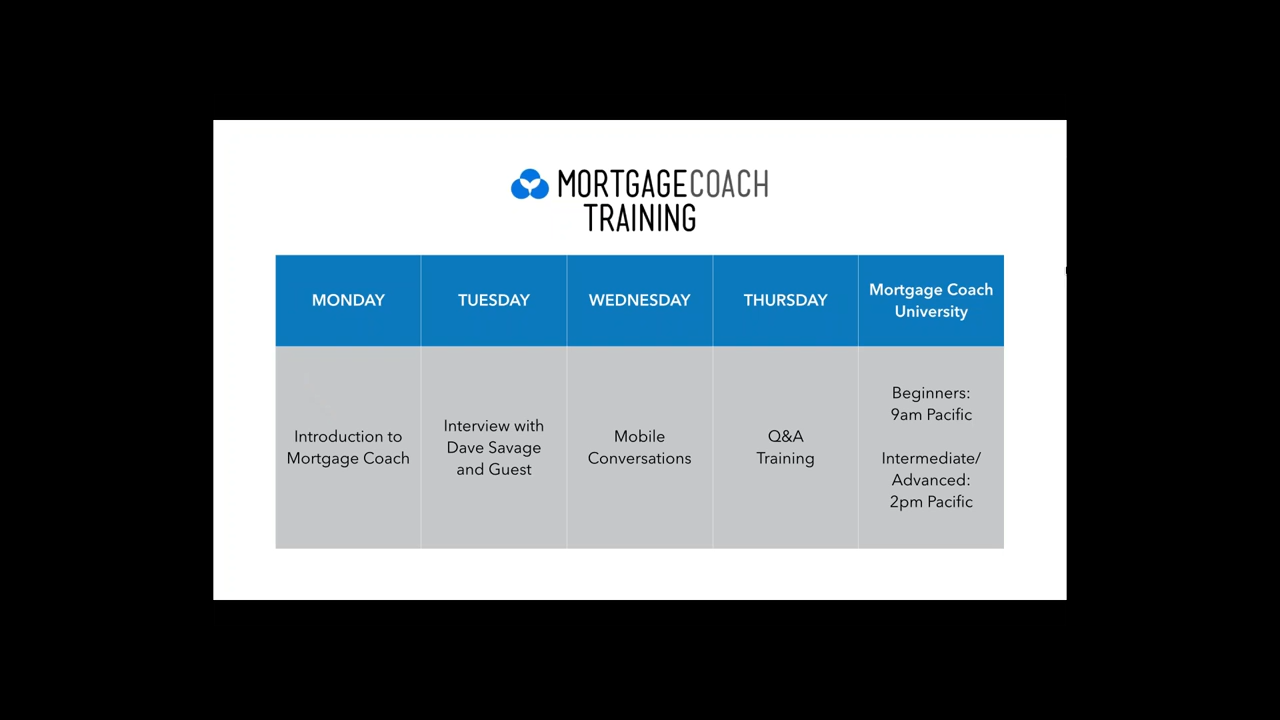 MORTGAGECOACH
TRAINING
MONDAY
TUESDAY
WEDNESDAY
THURSDAY
Mortgage Coach
University
Introduction to
Mortgage Coach
Interview with
Dave Savage
and Guest
Mobile
Conversations
Q&A
Training
Beginners:
9am Pacific
Intermediate/
Advanced:
2pm Pacific